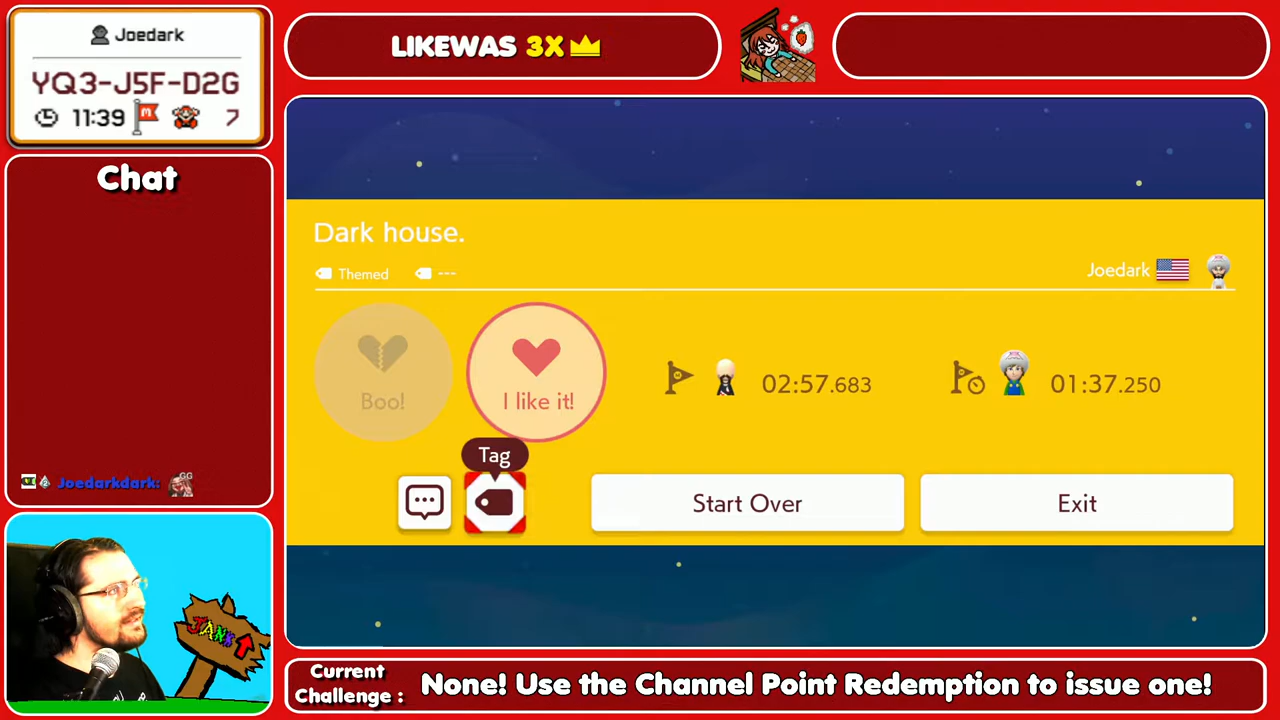 Joedark
YQ3-J5F-D2G
11:39 7
LIKEWAS 3X
Chat
Joedarkdark:
GG
Dark house.
Themed ---
Joedark
Boo!
I like it!
02:57.683
01:37.250
Tag
Start Over
Exit
JANK
Current
Challenge :
None! Use the Channel Point Redemption to issue one!